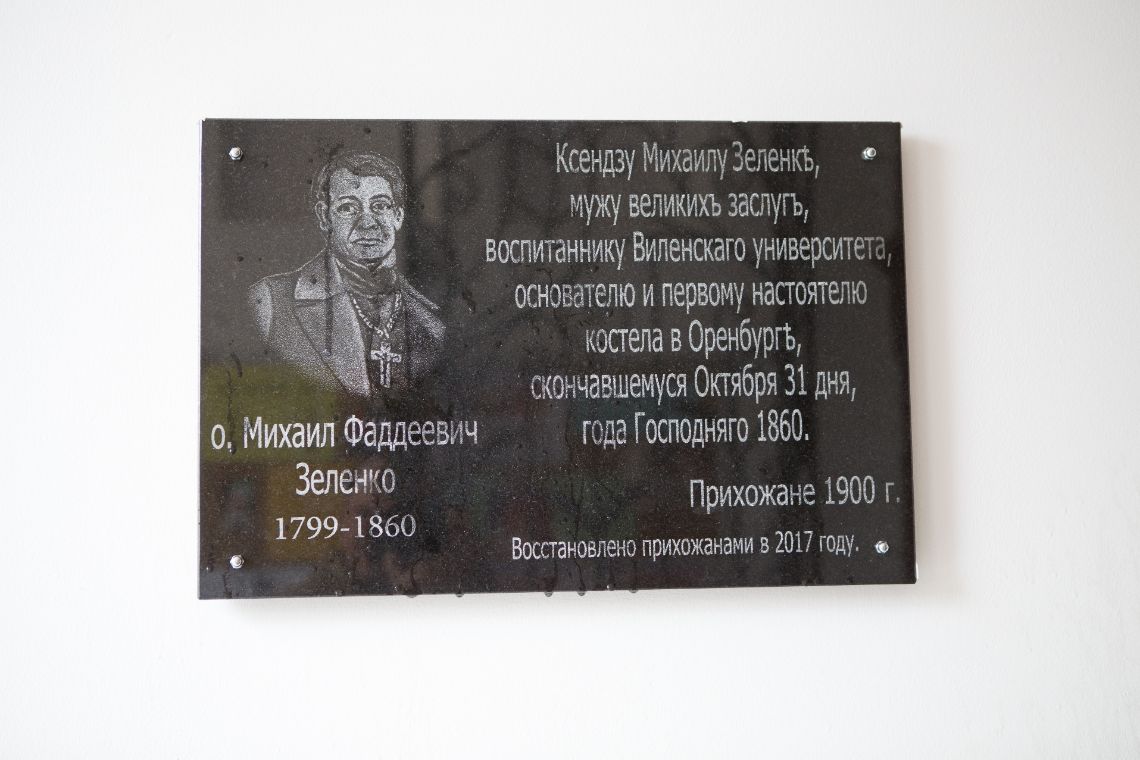 Ксендзу Михаилу Зеленкѣ,
мужу великихъ заслугъ,
воспитаннику Виленскаго университета,
основателю и первому настоятелю
костела в Оренбургѣ,
скончавшемуся Октября 31 дня,
года Господняго 1860.
Прихожане 1900 г.
Восстановлено прихожанами в 2017 году.
о. Михаил Фаддеевич
Зеленко
1799-1860